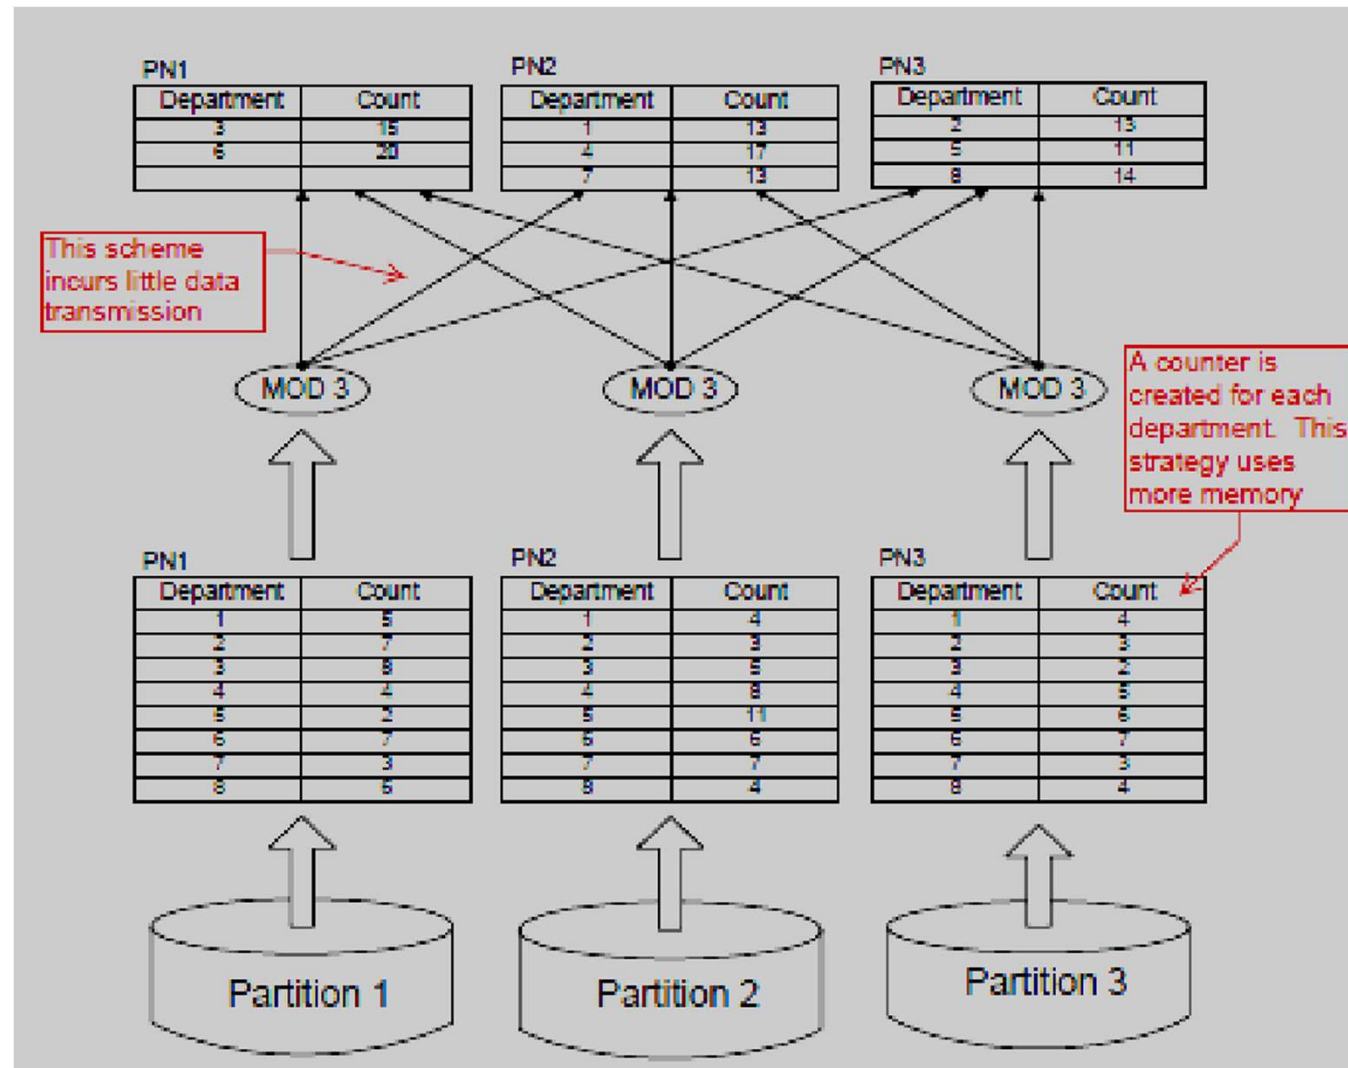 PN1 PN2 PN3
Department Count Department Count Department Count
3 15 1 13 2 13
6 20 4 17 5 11
7 13 8 14
This scheme
incurs little data
transmission
MOD 3 MOD 3 MOD 3
A counter is
created for each
department. This
strategy uses
more memory
PN1 PN2 PN3
Department Count Department Count Department Count
1 5 1 4 1 4
2 7 2 3 2 3
3 8 3 5 3 2
4 4 4 8 4 5
5 2 5 11 5 6
6 7 6 6 6 7
7 3 7 7 7 3
8 6 8 4 8 4
Partition 1 Partition 2 Partition 3